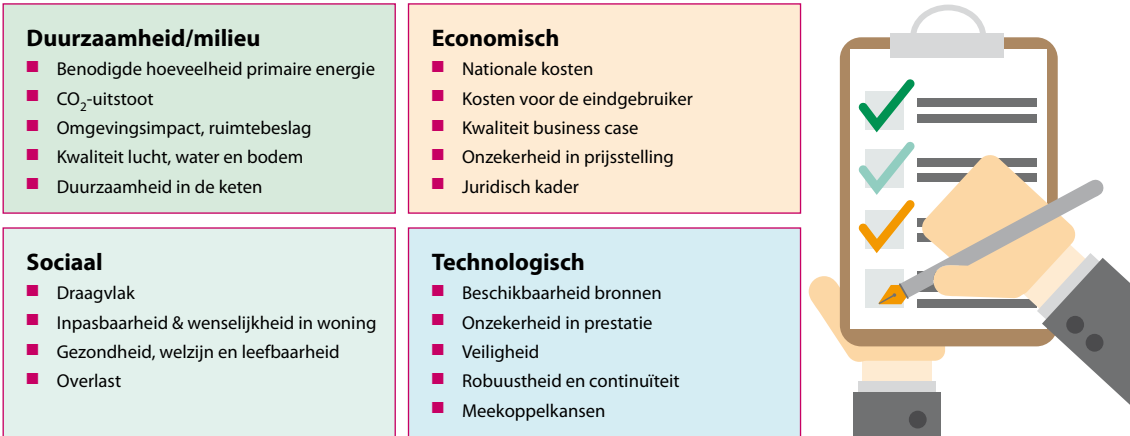 Duurzaamheid/milieu
Benodigde hoeveelheid primaire energie
CO₂-uitstoot
Omgevingsimpact, ruimtebeslag
Kwaliteit lucht, water en bodem
Duurzaamheid in de keten
Economisch
Nationale kosten
Kosten voor de eindgebruiker
Kwaliteit business case
Onzekerheid in prijsstelling
Juridisch kader
Sociaal
Draagvlak
Inpasbaarheid & wenselijkheid in woning
Gezondheid, welzijn en leefbaarheid
Overlast
Technologisch
Beschikbaarheid bronnen
Onzekerheid in prestatie
Veiligheid
Robuustheid en continuïteit
Meekoppelkansen